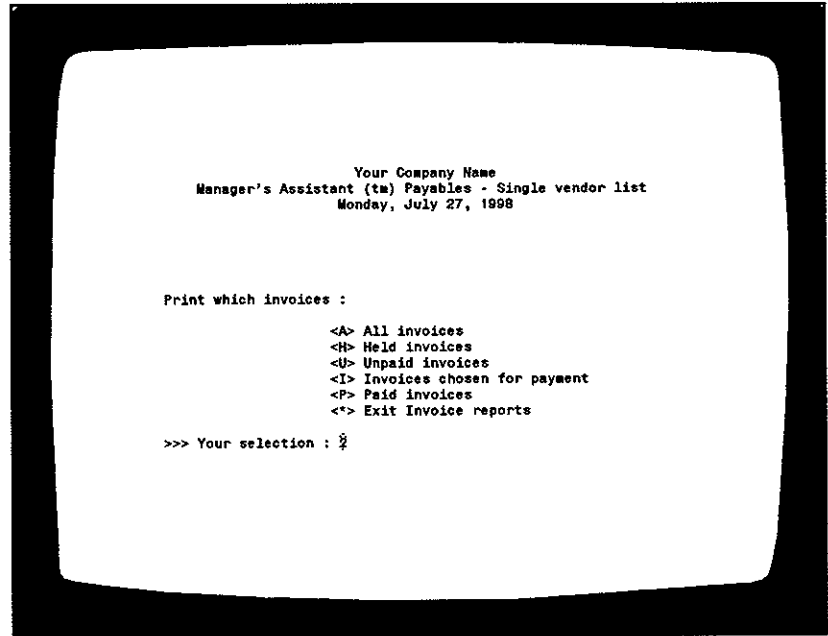 Your Company Name
Manager's Assistant (tm) Payables - Single vendor list
Monday, July 27, 1998
Print which invoices :
<A> All invoices
<H> Held invoices
<U> Unpaid invoices
<I> Invoices chosen for payment
<P> Paid invoices
<*> Exit Invoice reports
>>> Your selection :